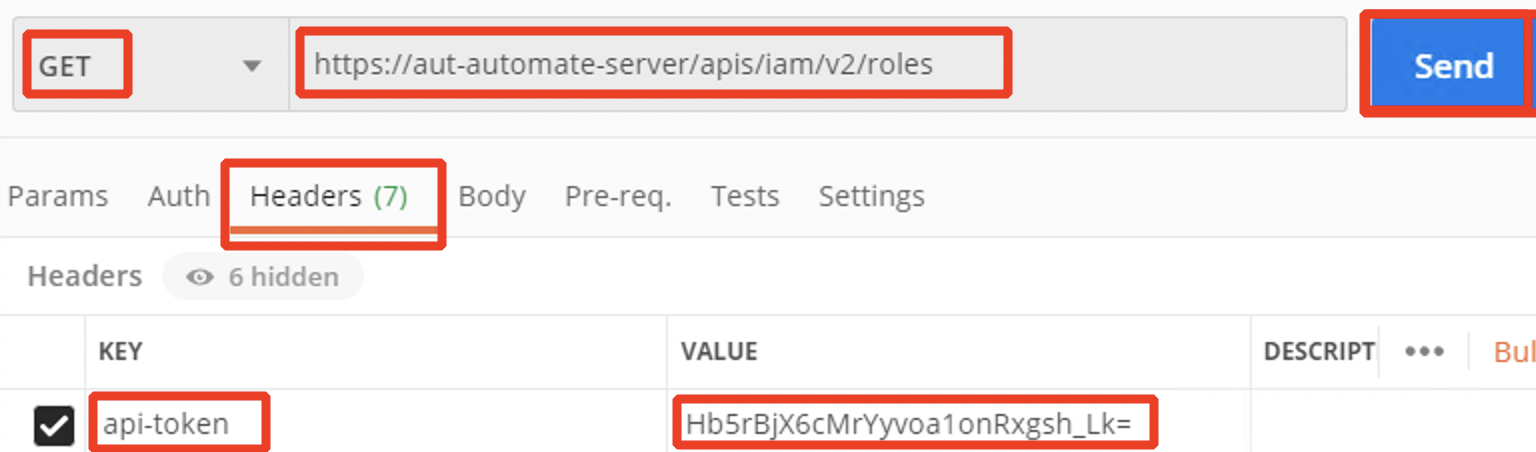 GET https://aut-automate-server/apis/iam/v2/roles Send
Params Auth Headers (7) Body Pre-req. Tests Settings
Headers 6 hidden
KEY VALUE DESCRIPT ••• Bul
api-token Hb5rBjX6cMrYyvoa1onRxgsh_Lk=